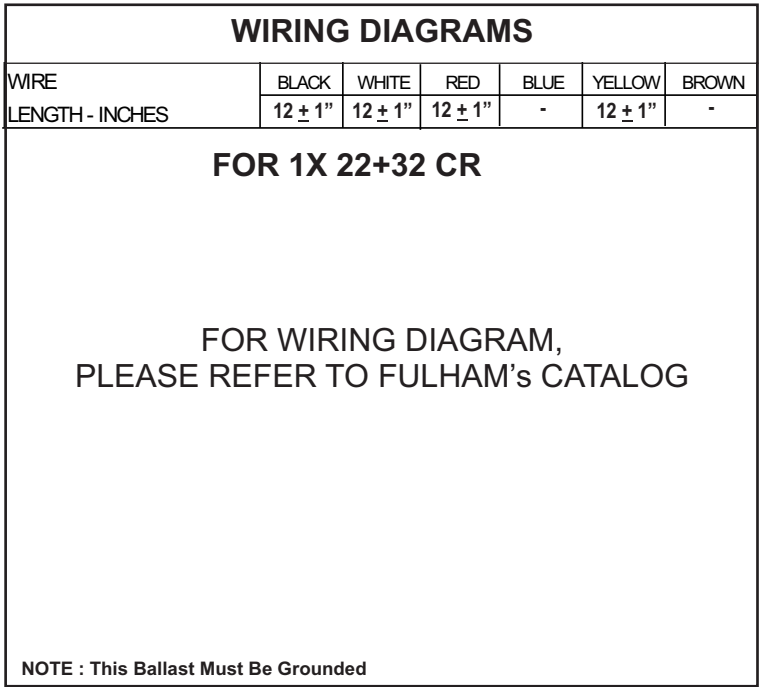 WIRING DIAGRAMS
WIRE BLACK WHITE RED BLUE YELLOW BROWN
LENGTH - INCHES 12 ± 1” 12 ± 1” 12 ± 1” - 12 ± 1” -
FOR 1X 22+32 CR
FOR WIRING DIAGRAM,
PLEASE REFER TO FULHAM’s CATALOG
NOTE : This Ballast Must Be Grounded